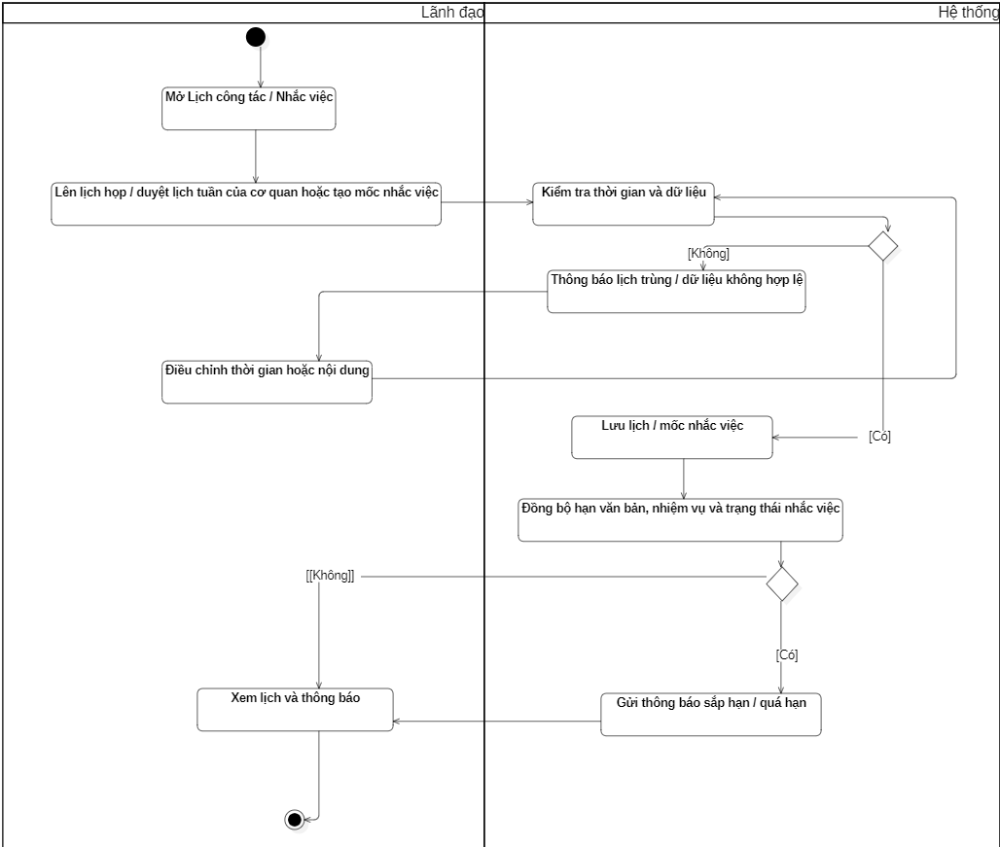 Lãnh đạo
Hệ thống
Mở Lịch công tác / Nhắc việc
Lên lịch họp / duyệt lịch tuần của cơ quan hoặc tạo mốc nhắc việc
Kiểm tra thời gian và dữ liệu
[Không]
Thông báo lịch trùng / dữ liệu không hợp lệ
Điều chỉnh thời gian hoặc nội dung
Lưu lịch / mốc nhắc việc
[Có]
Đồng bộ hạn văn bản, nhiệm vụ và trạng thái nhắc việc
[[Không]]
[Có]
Xem lịch và thông báo
Gửi thông báo sắp hạn / quá hạn